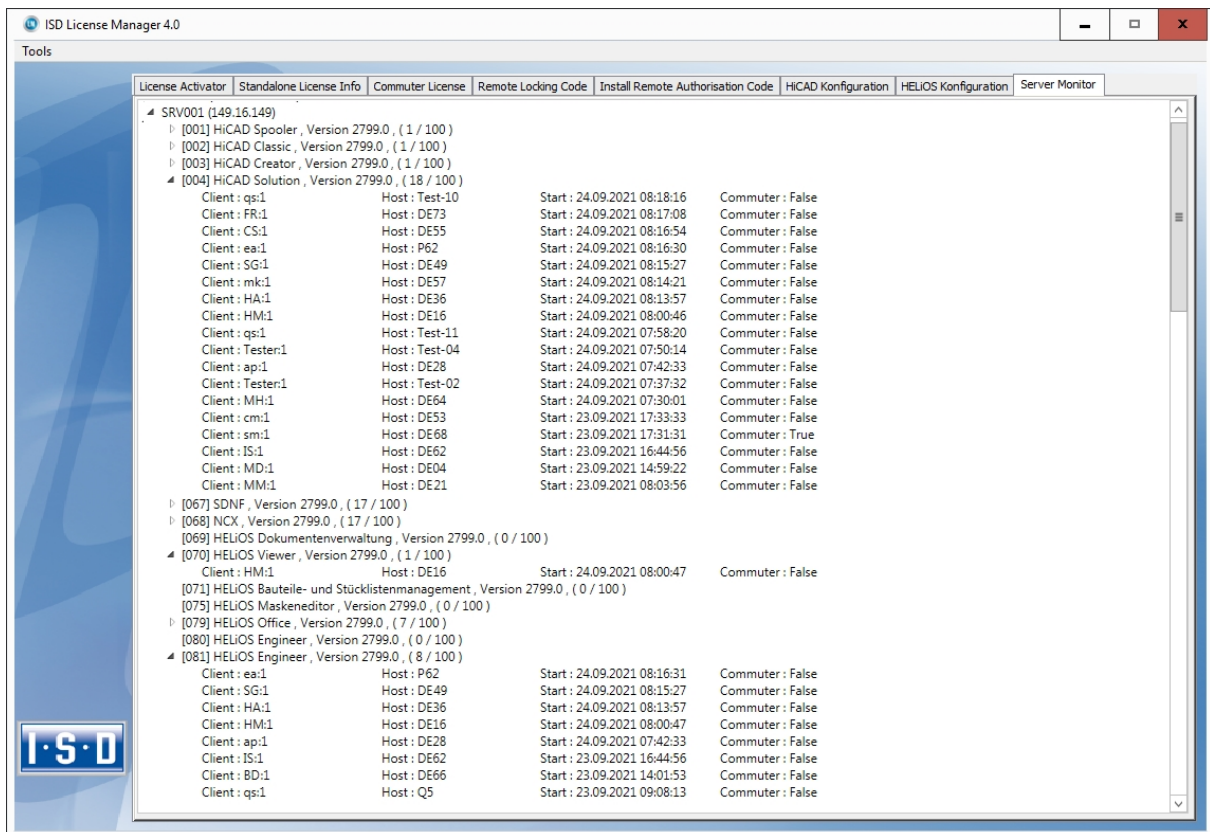 ISD License Manager 4.0
Tools
License Activator Standalone License Info Commuter License Remote Locking Code Install Remote Authorisation Code HiCAD Konfiguration HELiOS Konfiguration Server Monitor
SRV001 (149.16.149)
[001] HiCAD Spooler , Version 2799.0 , ( 1 / 100 )
[002] HiCAD Classic , Version 2799.0 , ( 1 / 100 )
[003] HiCAD Creator , Version 2799.0 , ( 1 / 100 )
[004] HiCAD Solution , Version 2799.0 , ( 18 / 100 )
Client : qs:1 Host : Test-10 Start : 24.09.2021 08:18:16 Commuter : False
Client : FR:1 Host : DE73 Start : 24.09.2021 08:17:08 Commuter : False
Client : CS:1 Host : DE55 Start : 24.09.2021 08:16:54 Commuter : False
Client : ea:1 Host : P62 Start : 24.09.2021 08:16:30 Commuter : False
Client : SG:1 Host : DE49 Start : 24.09.2021 08:15:27 Commuter : False
Client : mk:1 Host : DE57 Start : 24.09.2021 08:14:21 Commuter : False
Client : HA:1 Host : DE36 Start : 24.09.2021 08:13:57 Commuter : False
Client : HM:1 Host : DE16 Start : 24.09.2021 08:00:46 Commuter : False
Client : qs:1 Host : Test-11 Start : 24.09.2021 07:58:20 Commuter : False
Client : Tester:1 Host : Test-04 Start : 24.09.2021 07:50:14 Commuter : False
Client : ap:1 Host : DE28 Start : 24.09.2021 07:42:33 Commuter : False
Client : Tester:1 Host : Test-02 Start : 24.09.2021 07:37:32 Commuter : False
Client : MH:1 Host : DE64 Start : 24.09.2021 07:30:01 Commuter : False
Client : cm:1 Host : DE53 Start : 23.09.2021 17:33:33 Commuter : False
Client : sm:1 Host : DE68 Start : 23.09.2021 17:31:31 Commuter : True
Client : IS:1 Host : DE62 Start : 23.09.2021 16:44:56 Commuter : False
Client : MD:1 Host : DE04 Start : 23.09.2021 14:59:22 Commuter : False
Client : MM:1 Host : DE21 Start : 23.09.2021 08:03:56 Commuter : False
[067] SDNF , Version 2799.0 , ( 17 / 100 )
[068] NCX , Version 2799.0 , ( 17 / 100 )
[069] HELiOS Dokumentenverwaltung , Version 2799.0 , ( 0 / 100 )
[070] HELiOS Viewer , Version 2799.0 , ( 1 / 100 )
Client : HM:1 Host : DE16 Start : 24.09.2021 08:00:47 Commuter : False
[071] HELiOS Bauteile- und Stücklistenmanagement , Version 2799.0 , ( 0 / 100 )
[075] HELiOS Maskeneditor , Version 2799.0 , ( 0 / 100 )
[079] HELiOS Office , Version 2799.0 , ( 7 / 100 )
[080] HELiOS Engineer , Version 2799.0 , ( 0 / 100 )
[081] HELiOS Engineer , Version 2799.0 , ( 8 / 100 )
Client : ea:1 Host : P62 Start : 24.09.2021 08:16:31 Commuter : False
Client : SG:1 Host : DE49 Start : 24.09.2021 08:15:27 Commuter : False
Client : HA:1 Host : DE36 Start : 24.09.2021 08:13:57 Commuter : False
Client : HM:1 Host : DE16 Start : 24.09.2021 08:00:47 Commuter : False
Client : ap:1 Host : DE28 Start : 24.09.2021 07:42:33 Commuter : False
Client : IS:1 Host : DE62 Start : 23.09.2021 16:44:56 Commuter : False
Client : BD:1 Host : DE66 Start : 23.09.2021 14:01:53 Commuter : False
Client : qs:1 Host : Q5 Start : 23.09.2021 09:08:13 Commuter : False
I·S·D